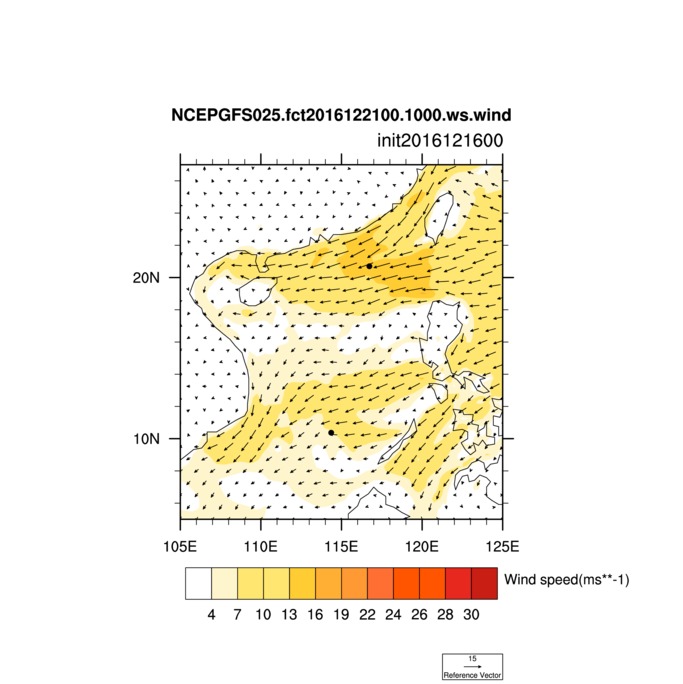 NCEPGFS025.fct2016122100.1000.ws.wind
init2016121600
20N
10N
105E 110E 115E 120E 125E
Wind speed(ms**-1)
4 7 10 13 16 19 22 24 26 28 30
15
Reference Vector